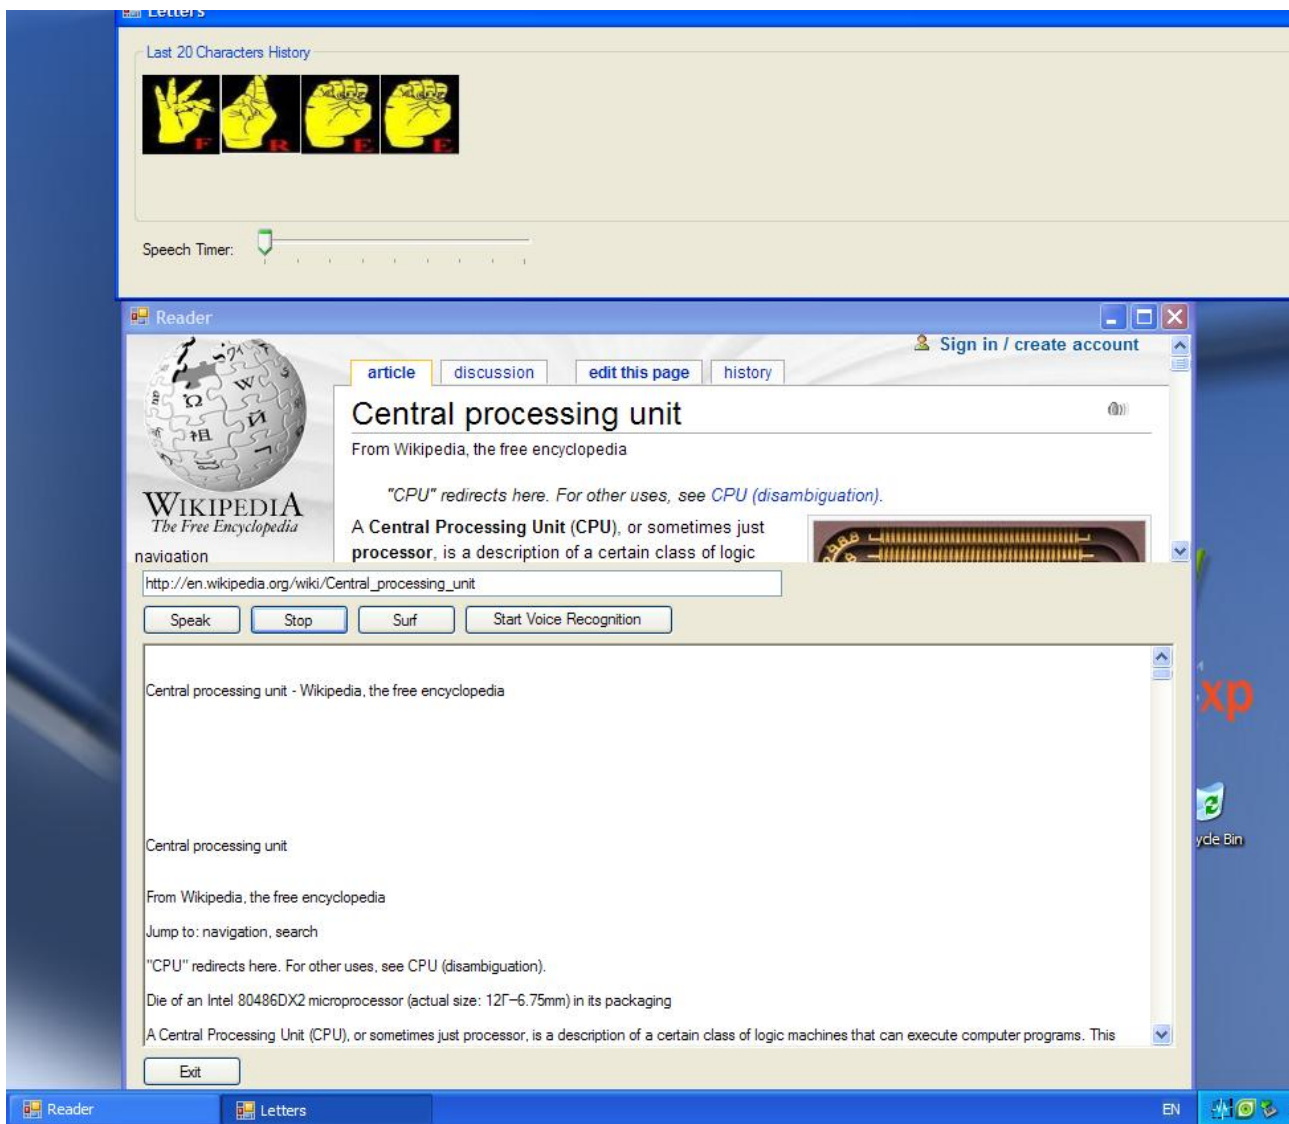 Letters
Last 20 Characters History
F R E E
Speech Timer:
Reader
Sign in / create account
article discussion edit this page history
Central processing unit
From Wikipedia, the free encyclopedia
"CPU" redirects here. For other uses, see CPU (disambiguation).
WIKIPEDIA
The Free Encyclopedia
navigation
A Central Processing Unit (CPU), or sometimes just
processor, is a description of a certain class of logic
http://en.wikipedia.org/wiki/Central_processing_unit
Speak Stop Surf Start Voice Recognition
Central processing unit - Wikipedia, the free encyclopedia
Central processing unit
From Wikipedia, the free encyclopedia
Jump to: navigation, search
"CPU" redirects here. For other uses, see CPU (disambiguation).
Die of an Intel 80486DX2 microprocessor (actual size: 12Г–6.75mm) in its packaging
A Central Processing Unit (CPU), or sometimes just processor, is a description of a certain class of logic machines that can execute computer programs. This
Exit
xp
ycle Bin
Reader Letters EN